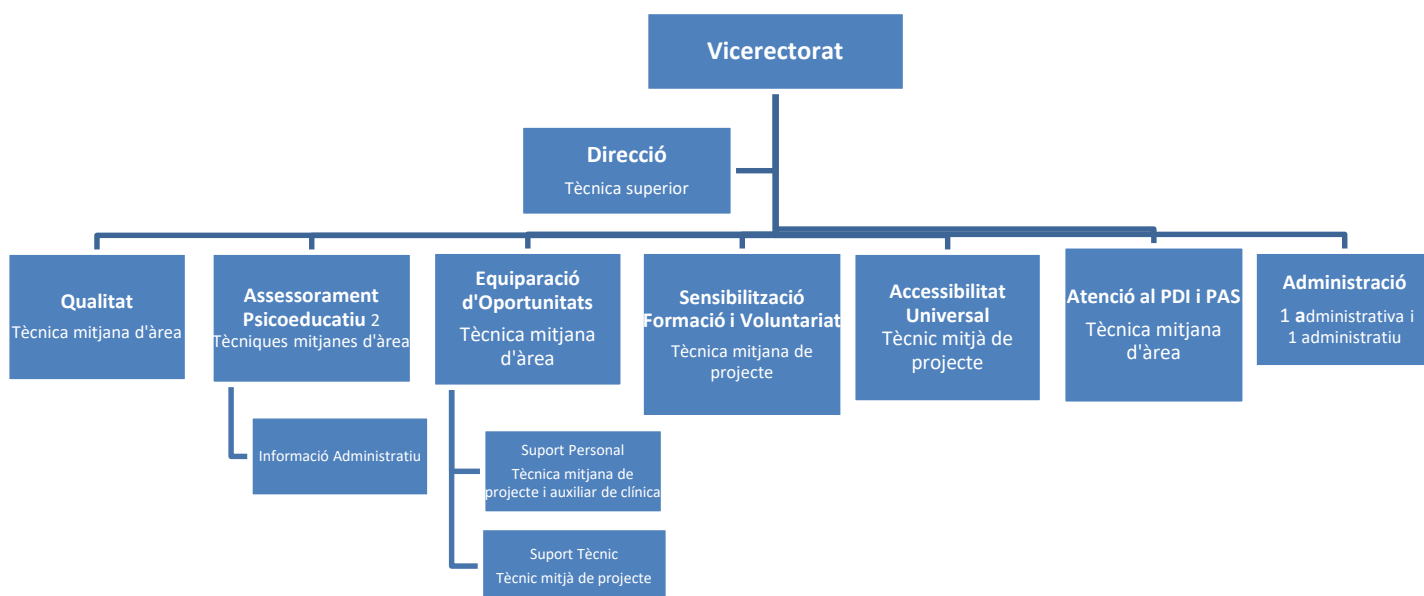 Vicerectorat
Direcció
Tècnica superior
Qualitat
Tècnica mitjana d'àrea
Assessorament
Psicoeducatiu 2
Tècniques mitjanes d'àrea
Equiparació
d'Oportunitats
Tècnica mitjana
d'àrea
Sensibilització
Formació i Voluntariat
Tècnica mitjana de
projecte
Accessibilitat
Universal
Tècnic mitjà de
projecte
Atenció al PDI i PAS
Tècnica mitjana
d'àrea
Administració
1 administrativa i
1 administratiu
Informació Administratiu
Suport Personal
Tècnica mitjana de
projecte i auxiliar de clínica
Suport Tècnic
Tècnic mitjà de projecte